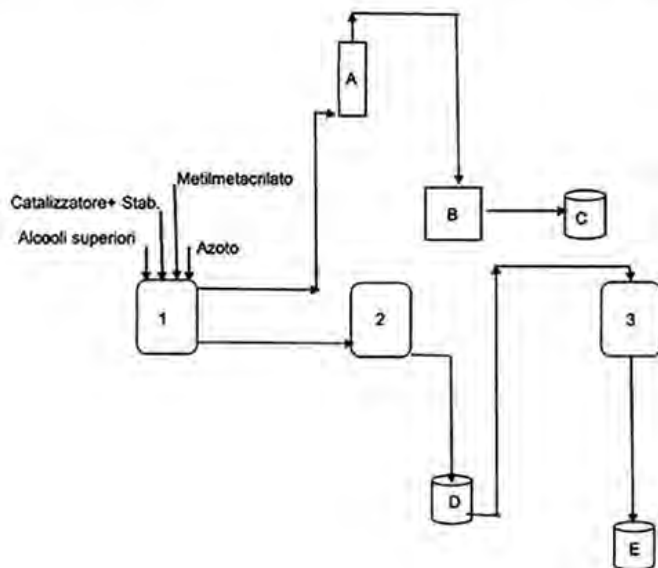 A
Metilmetacrilato
Catalizzatore+ Stab.
Alcooli superiori
Azoto
B
C
1
2
3
D
E